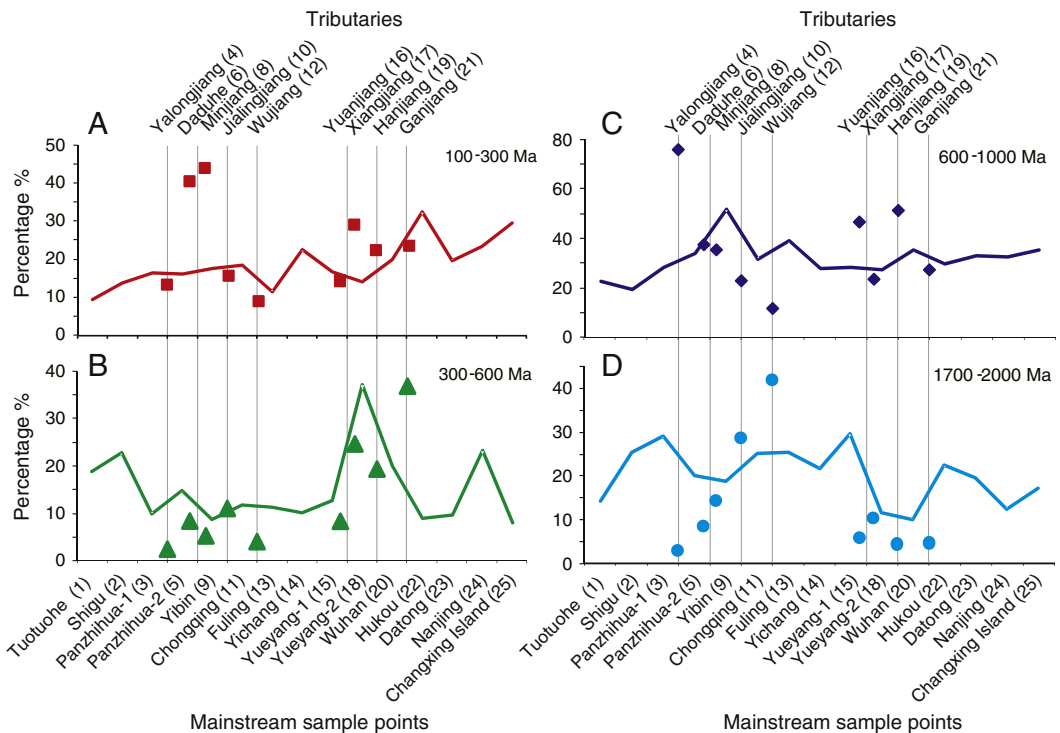 Tributaries
Yalongjiang (4)
Daduhe (6)
Minjiang (8)
Jialingjiang (10)
Wujiang (12)
Yuanjiang (16)
Xiangjiang (17)
Hanjiang (19)
Ganjiang (21)
A
100-300 Ma
Percentage %
50
40
30
20
10
0
B
300-600 Ma
Percentage %
40
30
20
10
0
Tuotuohe (1)
Shigu (2)
Panzhihua-1 (3)
Panzhihua-2 (5)
Yibin (9)
Chongqing (11)
Fuling (13)
Yichang (14)
Yueyang-1 (15)
Yueyang-2 (18)
Wuhan (20)
Hukou (22)
Datong (23)
Nanjing (24)
Changxing Island (25)
Mainstream sample points
Tributaries
Yalongjiang (4)
Daduhe (6)
Minjiang (8)
Jialingjiang (10)
Wujiang (12)
Yuanjiang (16)
Xiangjiang (17)
Hanjiang (19)
Ganjiang (21)
C
600-1000 Ma
80
60
40
20
0
D
1700-2000 Ma
40
30
20
10
0
Tuotuohe (1)
Shigu (2)
Panzhihua-1 (3)
Panzhihua-2 (5)
Yibin (9)
Chongqing (11)
Fuling (13)
Yichang (14)
Yueyang-1 (15)
Yueyang-2 (18)
Wuhan (20)
Hukou (22)
Datong (23)
Nanjing (24)
Changxing Island (25)
Mainstream sample points